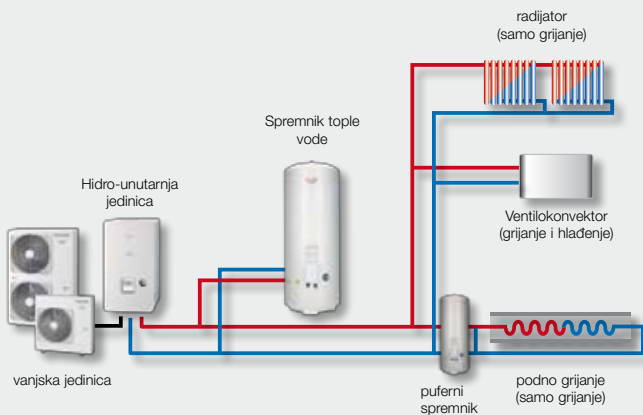 radijator
(samo grijanje)
Spremnik tople
vode
Hidro-unutarnja
jedinica
Ventilokonvektor
(grijanje i hlađenje)
vanjska jedinica
puferni
spremnik
podno grijanje
(samo grijanje)